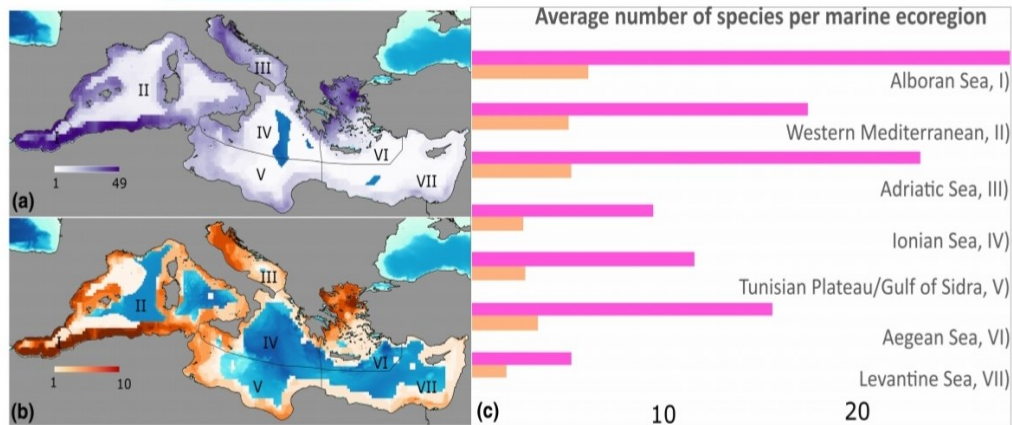 Average number of species per marine ecoregion
II
III
IV
V
VI
VII
1 49
(a)
I
II
III
IV
V
VI
VII
1 10
(b)
Alboran Sea, I)
Western Mediterranean, II)
Adriatic Sea, III)
Ionian Sea, IV)
Tunisian Plateau/Gulf of Sidra, V)
Aegean Sea, VI)
Levantine Sea, VII)
(c) 10 20